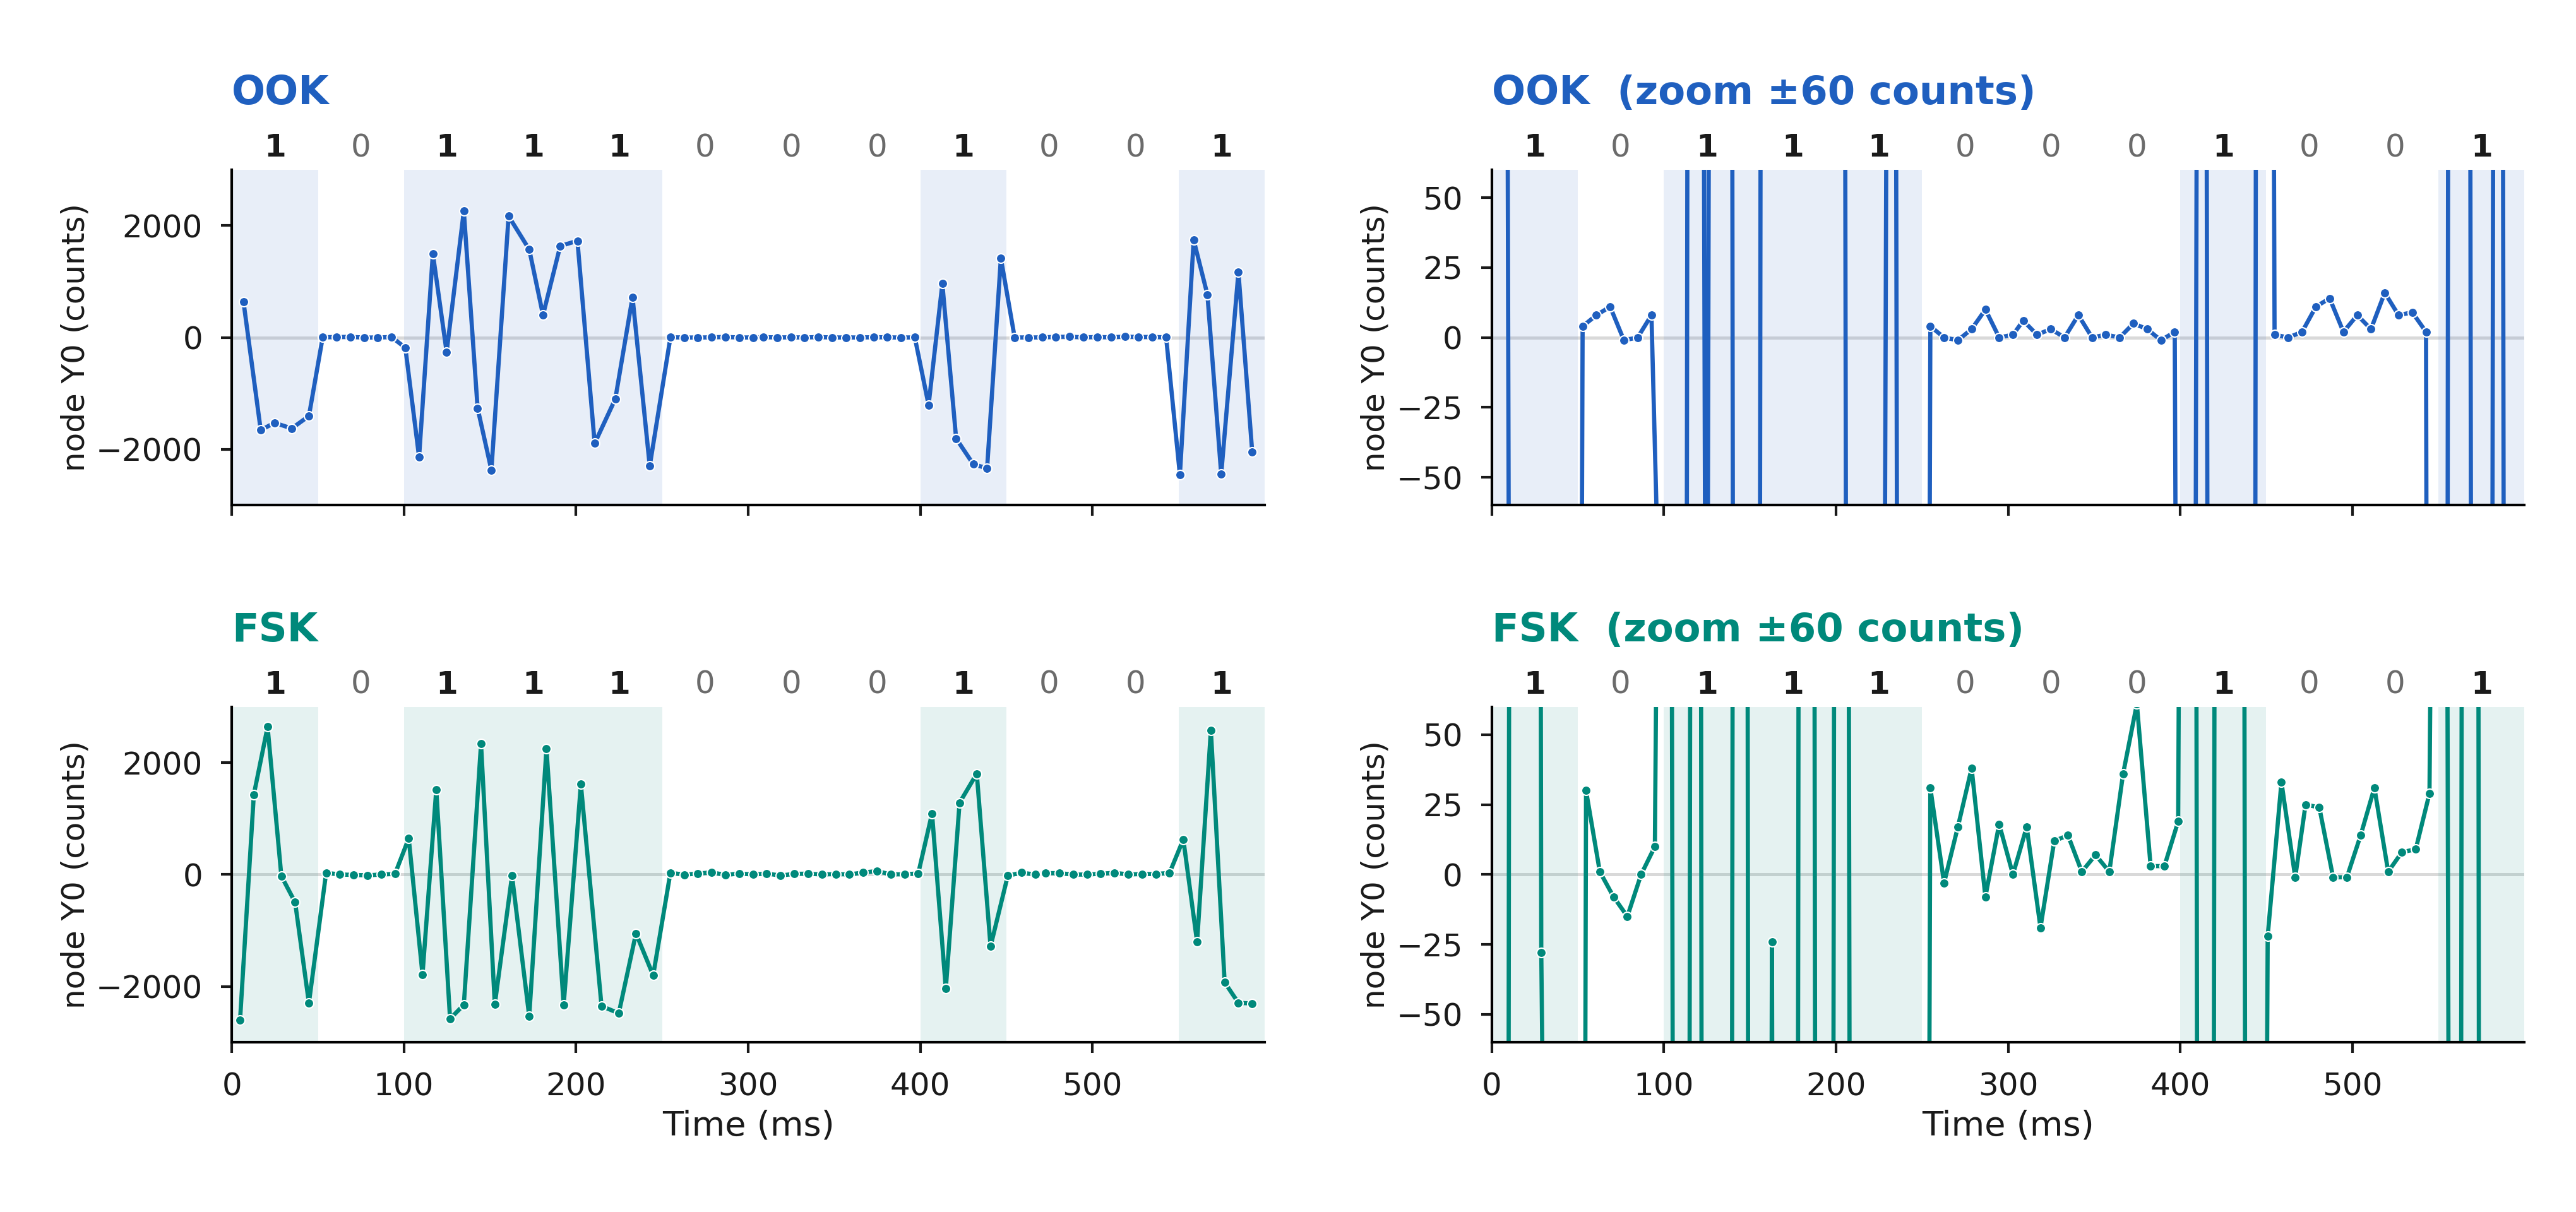 OOK
1 0 1 1 1 0 0 0 1 0 0 1
node Y0 (counts)
2000
0
−2000
OOK (zoom ±60 counts)
1 0 1 1 1 0 0 0 1 0 0 1
node Y0 (counts)
50
25
0
−25
−50
FSK
1 0 1 1 1 0 0 0 1 0 0 1
node Y0 (counts)
2000
0
−2000
0 100 200 300 400 500
Time (ms)
FSK (zoom ±60 counts)
1 0 1 1 1 0 0 0 1 0 0 1
node Y0 (counts)
50
25
0
−25
−50
0 100 200 300 400 500
Time (ms)